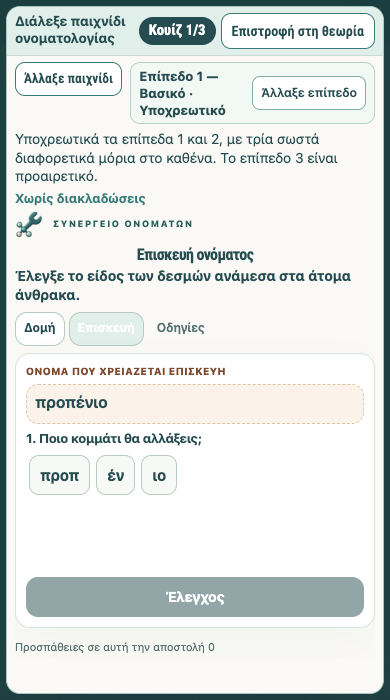 Διάλεξε παιχνίδι
ονοματολογίας
Κουίζ 1/3
Επιστροφή στη θεωρία
Άλλαξε παιχνίδι
Επίπεδο 1 —
Βασικό ·
Υποχρεωτικό
Άλλαξε επίπεδο
Υποχρεωτικά τα επίπεδα 1 και 2, με τρία σωστά
διαφορετικά μόρια στο καθένα. Το επίπεδο 3 είναι
προαιρετικό.
Χωρίς διακλαδώσεις
ΣΥΝΕΡΓΕΙΟ ΟΝΟΜΑΤΩΝ
Επισκευή ονόματος
Έλεγξε το είδος των δεσμών ανάμεσα στα άτομα
άνθρακα.
Δομή
Επισκευή
Οδηγίες
ΟΝΟΜΑ ΠΟΥ ΧΡΕΙΑΖΕΤΑΙ ΕΠΙΣΚΕΥΗ
προπένιο
1. Ποιο κομμάτι θα αλλάξεις;
προπ
έν
ιο
Έλεγχος
Προσπάθειες σε αυτή την αποστολή 0